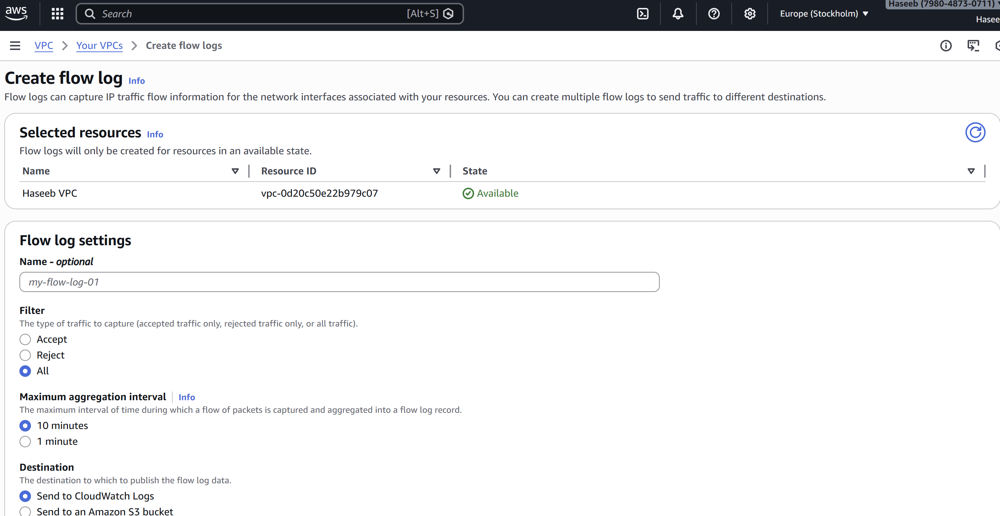 aws
Search [Alt+S]
Europe (Stockholm)
Haseeb (7980-4873-0711)
Hasee
VPC
Your VPCs
Create flow logs
Create flow log Info
Flow logs can capture IP traffic flow information for the network interfaces associated with your resources. You can create multiple flow logs to send traffic to different destinations.
Selected resources Info
Flow logs will only be created for resources in an available state.
Name Resource ID State
Haseeb VPC vpc-0d20c50e22b979c07 Available
Flow log settings
Name - optional
my-flow-log-01
Filter
The type of traffic to capture (accepted traffic only, rejected traffic only, or all traffic).
Accept
Reject
All
Maximum aggregation interval Info
The maximum interval of time during which a flow of packets is captured and aggregated into a flow log record.
10 minutes
1 minute
Destination
The destination to which to publish the flow log data.
Send to CloudWatch Logs
Send to an Amazon S3 bucket